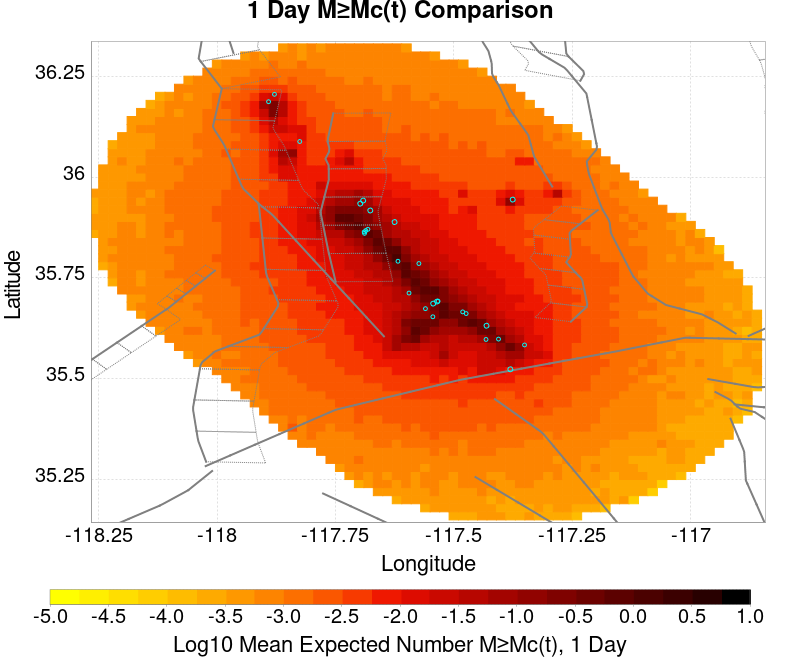 1 Day M≥Mc(t) Comparison
36.25
36
35.75
35.5
35.25
Latitude
-118.25 -118 -117.75 -117.5 -117.25 -117
Longitude
-5.0 -4.5 -4.0 -3.5 -3.0 -2.5 -2.0 -1.5 -1.0 -0.5 0.0 0.5 1.0
Log10 Mean Expected Number M≥Mc(t), 1 Day